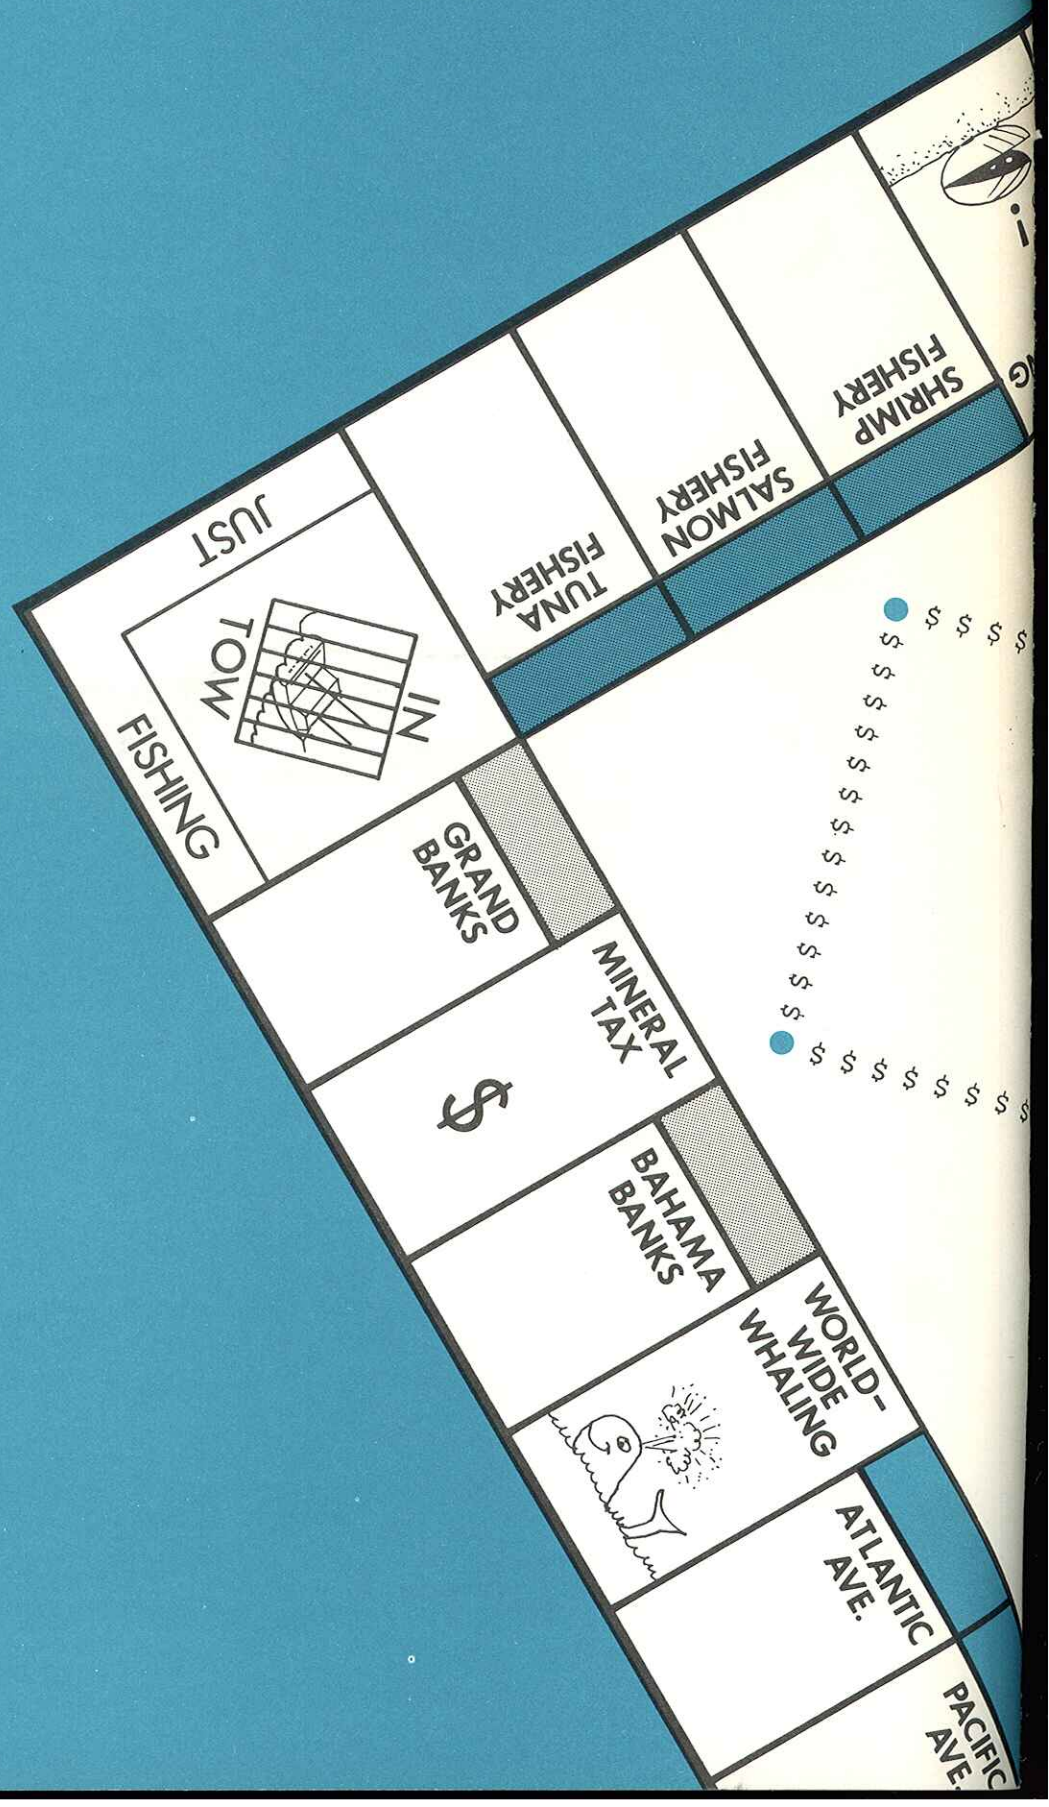 SHRIMP
FISHERY
SALMON
FISHERY
TUNA
FISHERY
JUST
IN
TOW
FISHING
GRAND
BANKS
MINERAL
TAX
$
BAHAMA
BANKS
WORLD-
WIDE
WHALING
ATLANTIC
AVE.
PACIFIC
AVE.
$ $ $ $
$ $ $ $ $ $ $ $ $ $ $ $ $
$ $ $ $ $ $ $ $